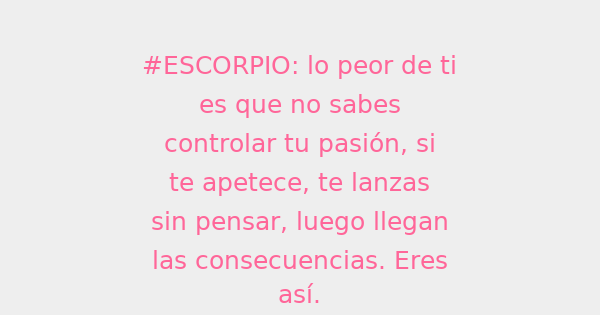 #ESCORPIO: lo peor de ti
es que no sabes
controlar tu pasión, si
te apetece, te lanzas
sin pensar, luego llegan
las consecuencias. Eres
así.